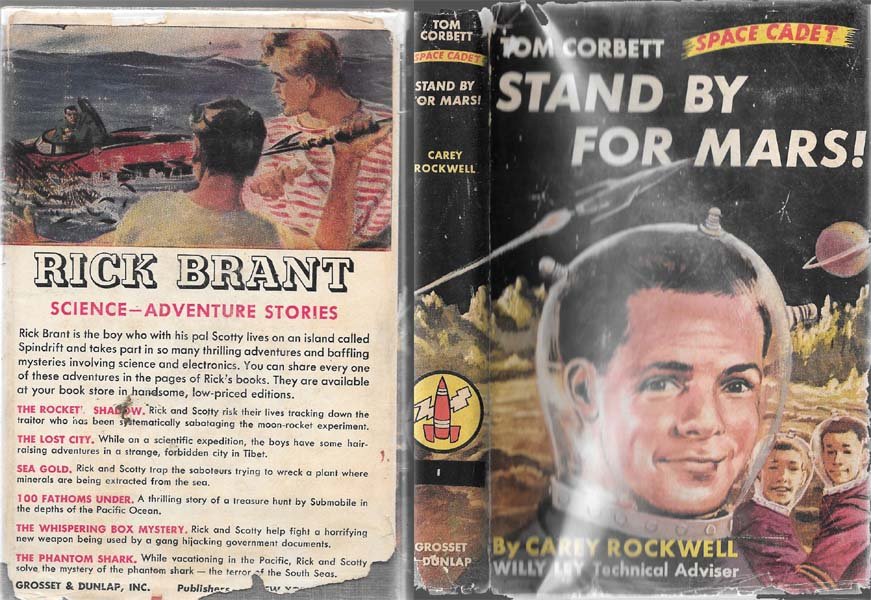 RICK BRANT
SCIENCE—ADVENTURE STORIES
Rick Brant is the boy who with his pal Scotty lives on an island called
Spindrift and takes part in so many thrilling adventures and baffling
mysteries involving science and electronics. You can share every one
of these adventures in the pages of Rick's books. They are available
at your book store in handsome, low-priced editions.
THE ROCKET'S SHADOW. Rick and Scotty risk their lives tracking down the
traitor who has been systematically sabataging the moon-rocket experiment.
THE LOST CITY. While on a scientific expedition, the boys have some hair-
raising adventures in a strange, forbidden city in Tibet.
SEA GOLD. Rick and Scotty trap the saboteurs trying to wreck a plant where
minerals are being extracted from the sea.
100 FATHOMS UNDER. A thrilling story of a treasure hunt by Submobile in
the depths of the Pacific Ocean.
THE WHISPERING BOX MYSTERY. Rick and Scotty help fight a horrifying
new weapon being used by a gang hijacking government documents.
THE PHANTOM SHARK. While vacationing in the Pacific, Rick and Scotty
solve the mystery of the phantom shark — the terror of the South Seas.
GROSSET & DUNLAP, INC. Publishers
TOM
CORBETT
SPACE CADET
STAND BY
FOR MARS!
CAREY
ROCKWELL
1
GROSSET
& DUNLAP
TOM CORBETT
SPACE CADET
STAND BY
FOR MARS!
By CAREY ROCKWELL
WILLY LEY Technical Adviser